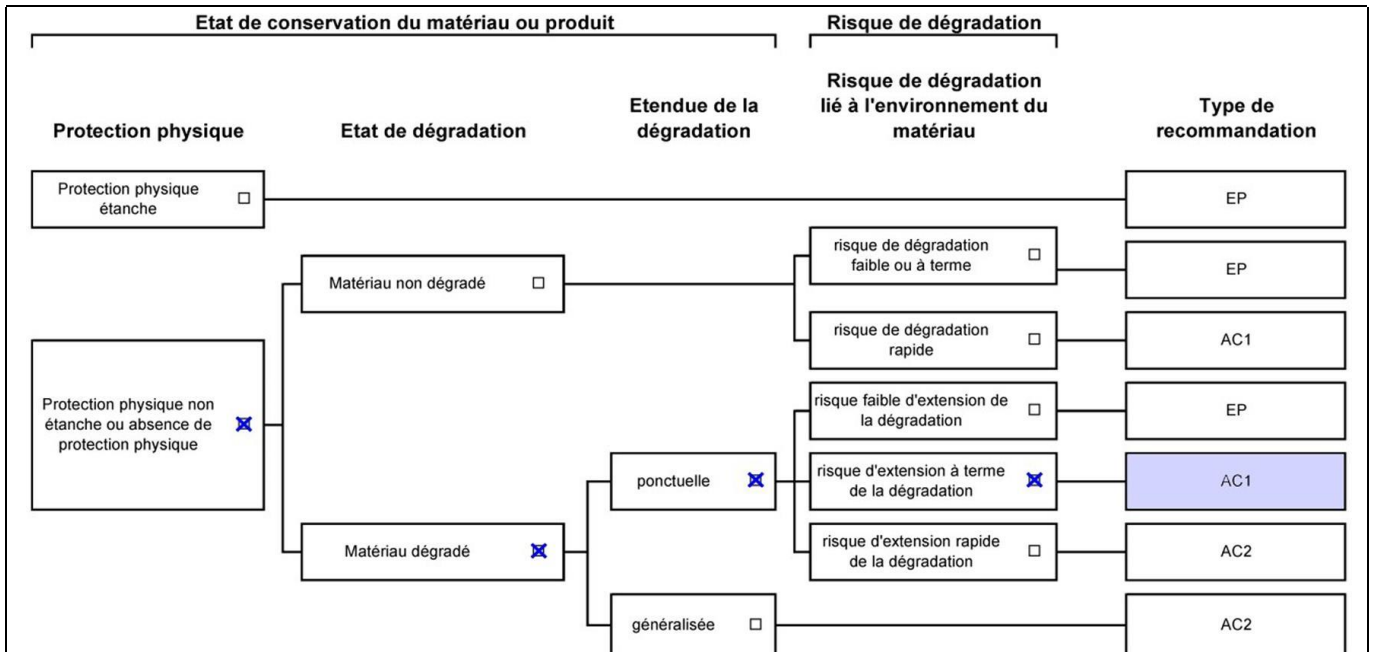 Etat de conservation du matériau ou produit
Risque de dégradation
Protection physique
Etat de dégradation
Etendue de la
dégradation
Risque de dégradation
lié à l'environnement du
matériau
Type de
recommandation
Protection physique
étanche
EP
Matériau non dégradé
risque de dégradation
faible ou à terme
EP
risque de dégradation
rapide
AC1
Protection physique non
étanche ou absence de
protection physique
risque faible d'extension de
la dégradation
EP
ponctuelle
risque d'extension à terme
de la dégradation
AC1
Matériau dégradé
risque d'extension rapide
de la dégradation
AC2
généralisée
AC2